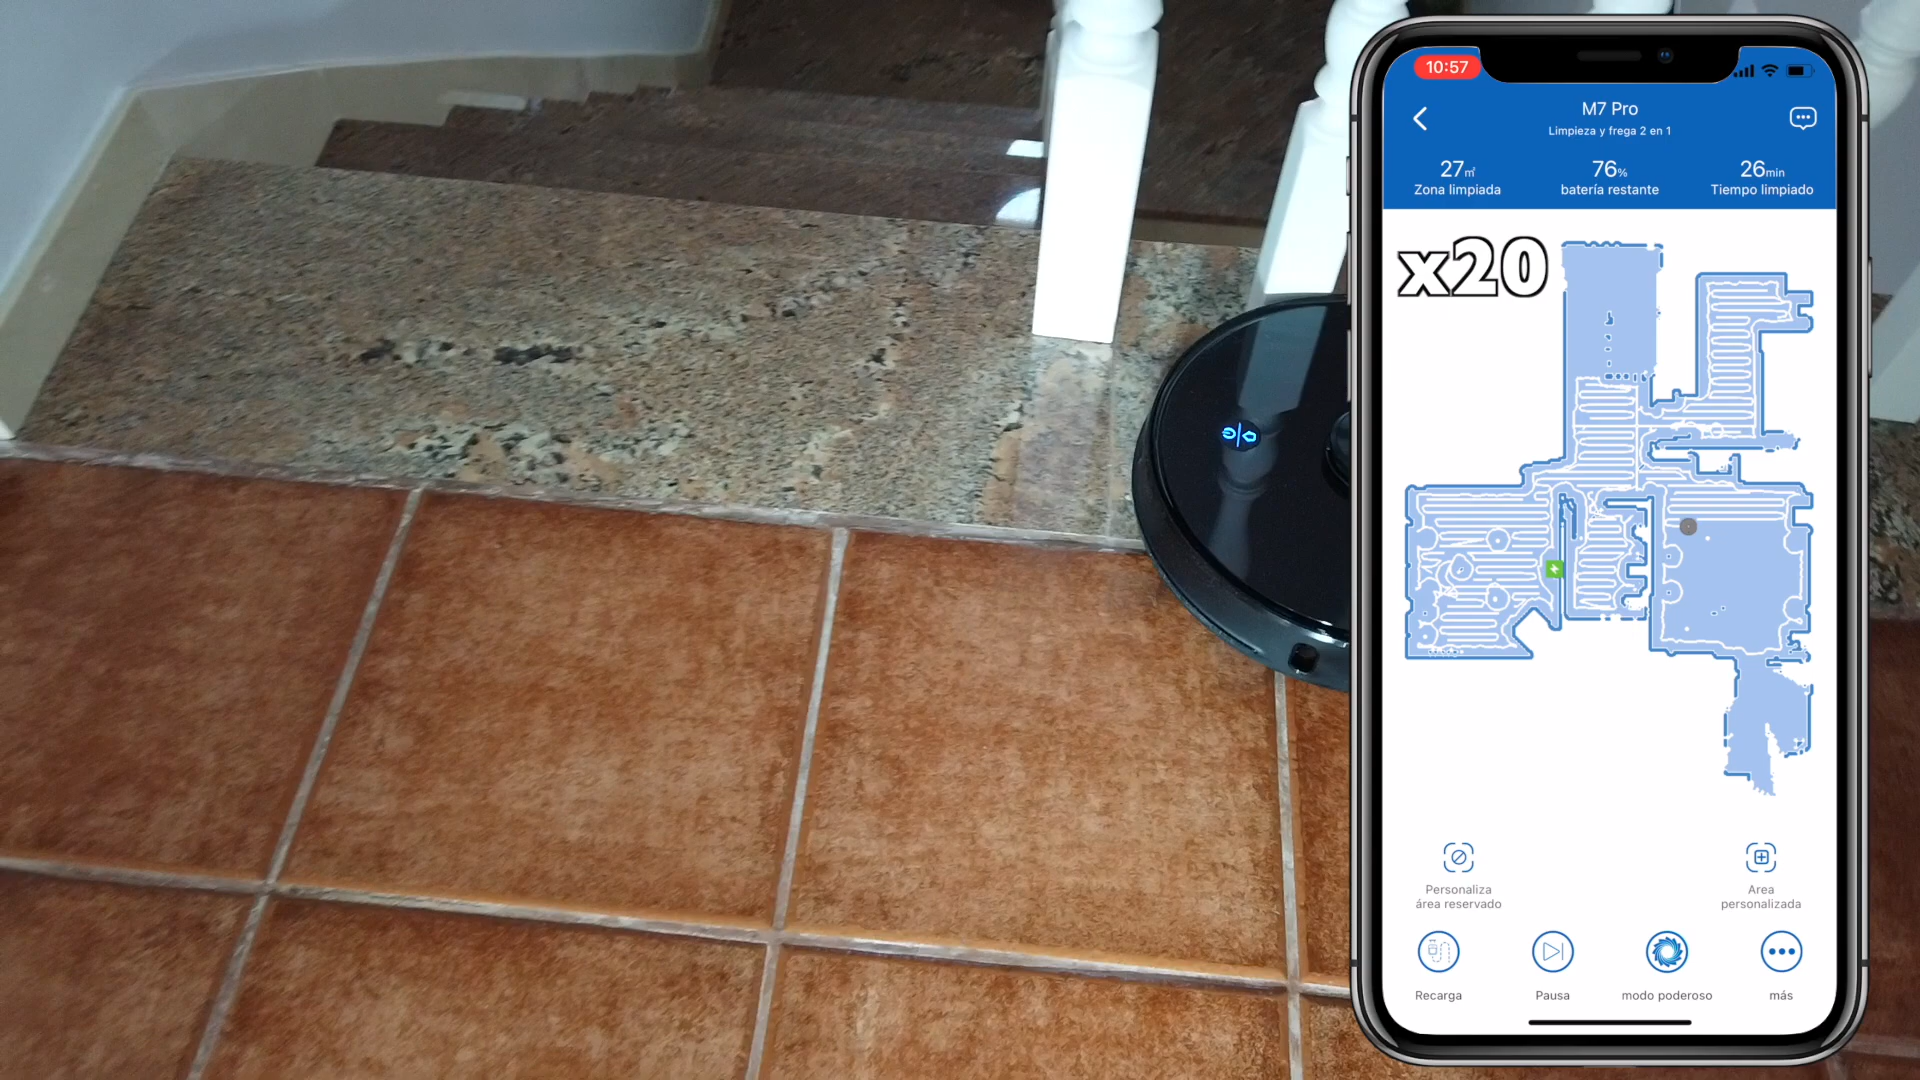 10:57
M7 Pro
Limpieza y frega 2 en 1
27㎡ 76% 26min
Zona limpiada batería restante Tiempo limpiado
x20
Personaliza
área reservado
Area
personalizada
Recarga Pausa modo poderoso más